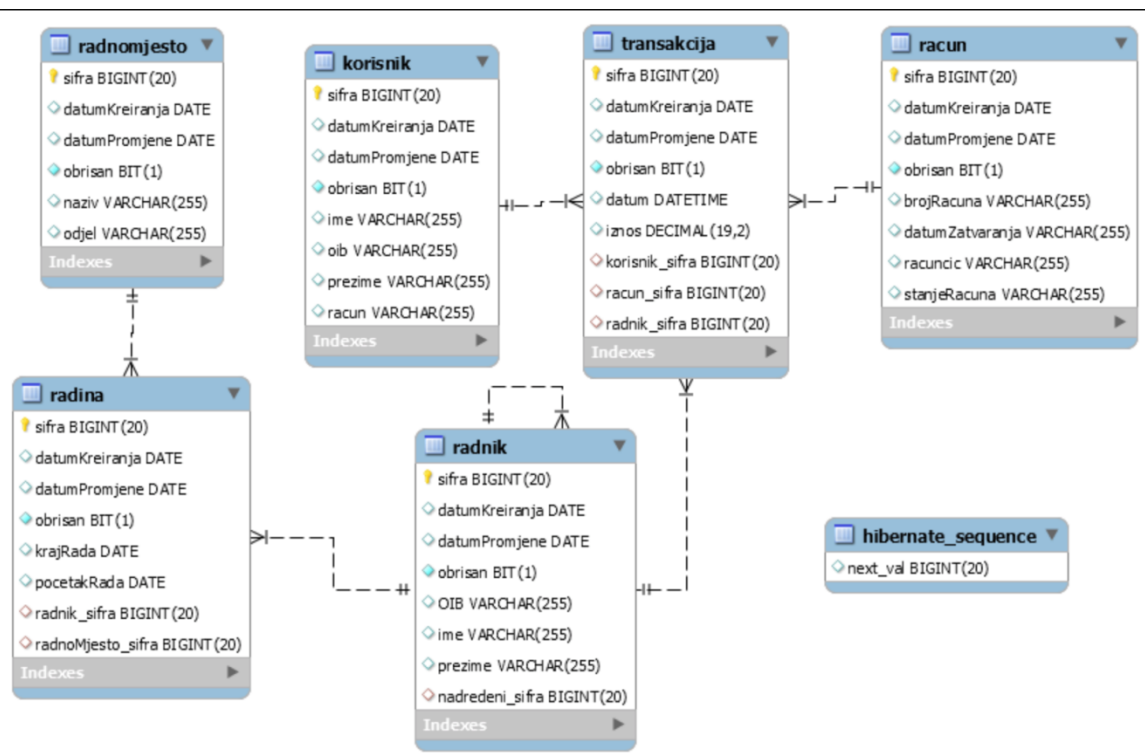 radnomjesto
sifra BIGINT(20)
datumKreiranja DATE
datumPromjene DATE
obrisan BIT(1)
naziv VARCHAR(255)
odjel VARCHAR(255)
Indexes
korisnik
sifra BIGINT(20)
datumKreiranja DATE
datumPromjene DATE
obrisan BIT(1)
ime VARCHAR(255)
oib VARCHAR(255)
prezime VARCHAR(255)
racun VARCHAR(255)
Indexes
transakcija
sifra BIGINT(20)
datumKreiranja DATE
datumPromjene DATE
obrisan BIT(1)
datum DATETIME
iznos DECIMAL(19,2)
korisnik_sifra BIGINT(20)
racun_sifra BIGINT(20)
radnik_sifra BIGINT(20)
Indexes
racun
sifra BIGINT(20)
datumKreiranja DATE
datumPromjene DATE
obrisan BIT(1)
brojRacuna VARCHAR(255)
datumZatvaranja VARCHAR(255)
racuncic VARCHAR(255)
stanjeRacuna VARCHAR(255)
Indexes
radina
sifra BIGINT(20)
datumKreiranja DATE
datumPromjene DATE
obrisan BIT(1)
krajRada DATE
pocetakRada DATE
radnik_sifra BIGINT(20)
radnoMjesto_sifra BIGINT(20)
Indexes
radnik
sifra BIGINT(20)
datumKreiranja DATE
datumPromjene DATE
obrisan BIT(1)
OIB VARCHAR(255)
ime VARCHAR(255)
prezime VARCHAR(255)
nadredeni_sifra BIGINT(20)
Indexes
hibernate_sequence
next_val BIGINT(20)